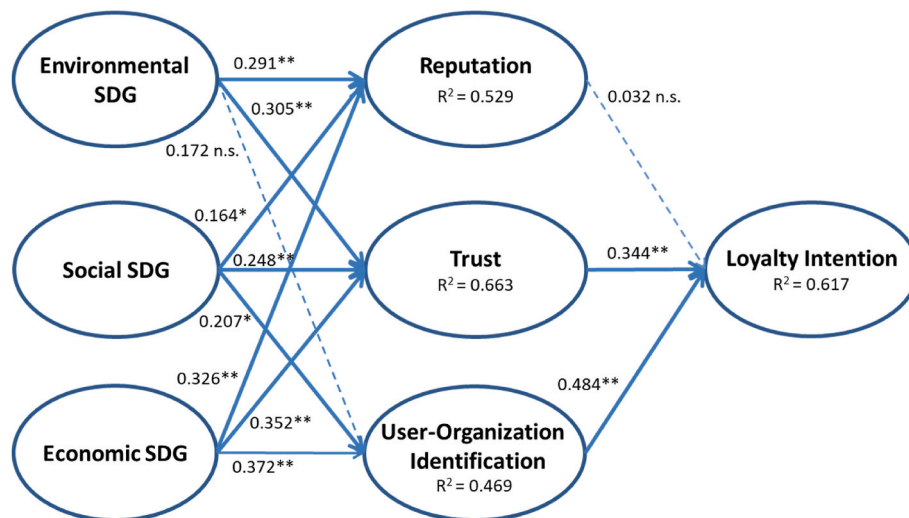 Environmental
SDG
0.291**
Reputation
R² = 0.529
0.305**
0.032 n.s.
0.172 n.s.
0.164*
Social SDG
0.248**
Trust
R² = 0.663
0.344**
Loyalty Intention
R² = 0.617
0.207*
0.326**
0.484**
0.352**
Economic SDG
0.372**
User-Organization
Identification
R² = 0.469